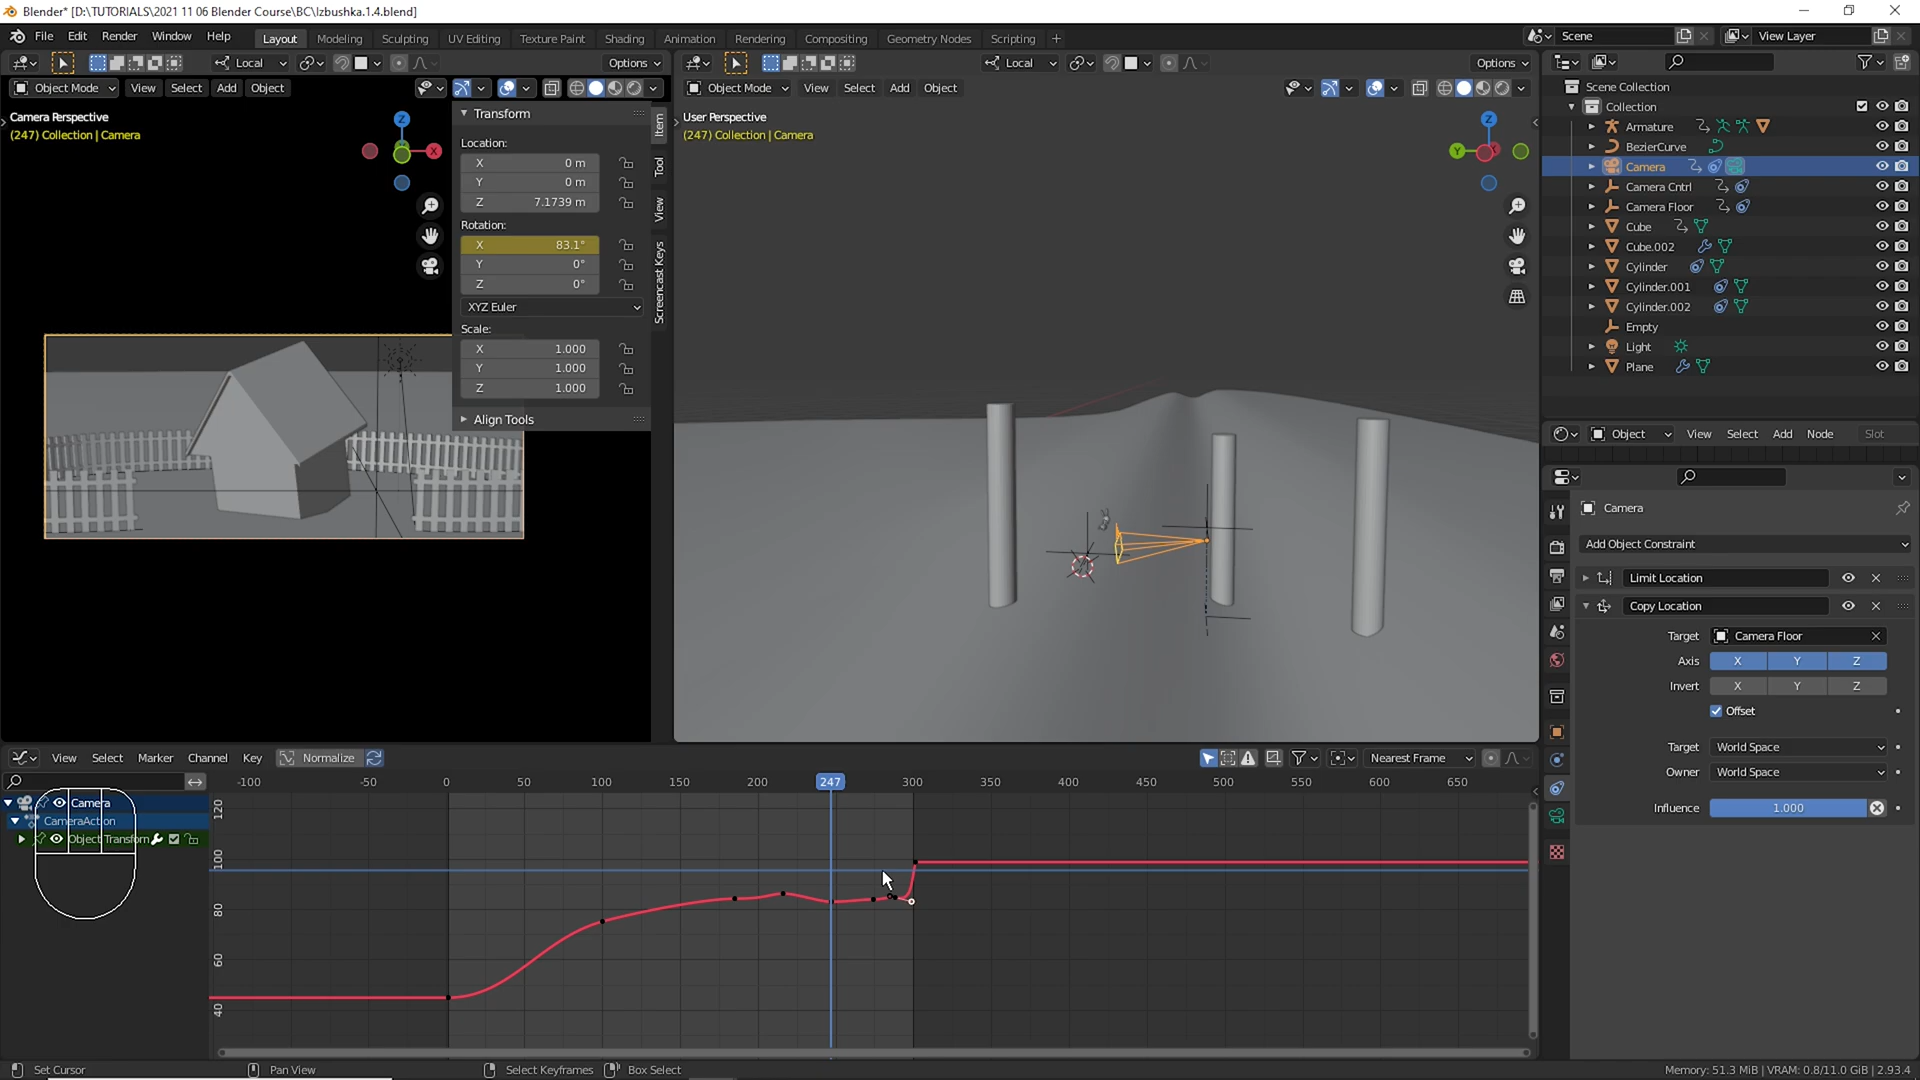 Blender* [D:\TUTORIALS\2021 11 06 Blender Course\BC\Izbushka.1.4.blend]
File Edit Render Window Help Layout Modeling Sculpting UV Editing Texture Paint Shading Animation Rendering Compositing Geometry Nodes Scripting + Scene View Layer
Local Options Local Options
Object Mode View Select Add Object Object Mode View Select Add Object
Camera Perspective
(247) Collection | Camera
User Perspective
(247) Collection | Camera
Z
X
Z
Y
X
Transform
Location:
X 0 m
Y 0 m
Z 7.1739 m
Rotation:
X 83.1°
Y 0°
Z 0°
XYZ Euler
Scale:
X 1.000
Y 1.000
Z 1.000
Align Tools
Item
Tool
View
Screencast Keys
Scene Collection
Collection
Armature
BezierCurve
Camera
Camera Cntrl
Camera Floor
Cube
Cube.002
Cylinder
Cylinder.001
Cylinder.002
Empty
Light
Plane
Object View Select Add Node Slot
Camera
Add Object Constraint
Limit Location
Copy Location
Target Camera Floor
Axis X Y Z
Invert X Y Z
Offset
Target World Space
Owner World Space
Influence 1.000
View Select Marker Channel Key Normalize Nearest Frame
-100 -50 0 50 100 150 200 247 300 350 400 450 500 550 600 650
Camera
CameraAction
Object Transform
120
100
80
60
40
Set Cursor Pan View Select Keyframes Box Select Memory: 51.3 MiB | VRAM: 0.8/11.0 GiB | 2.93.4